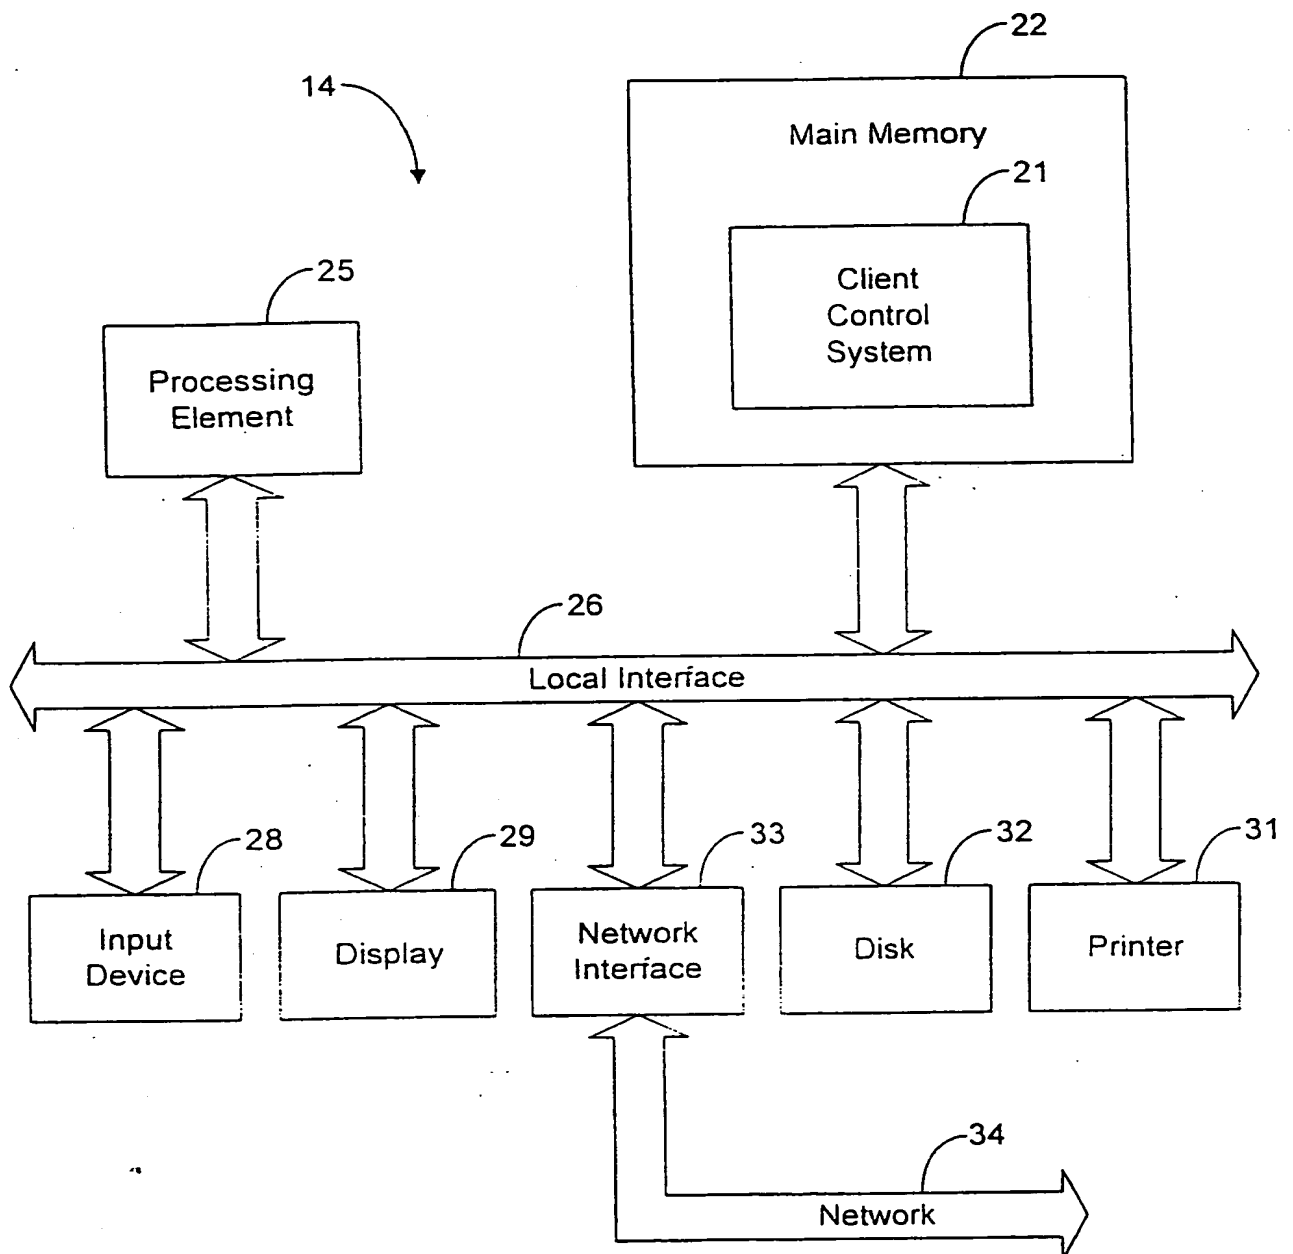 22
14
Main Memory
21
Client
Control
System
25
Processing
Element
26
Local Interface
28
29
33
32
31
Input
Device
Display
Network
Interface
Disk
Printer
34
Network